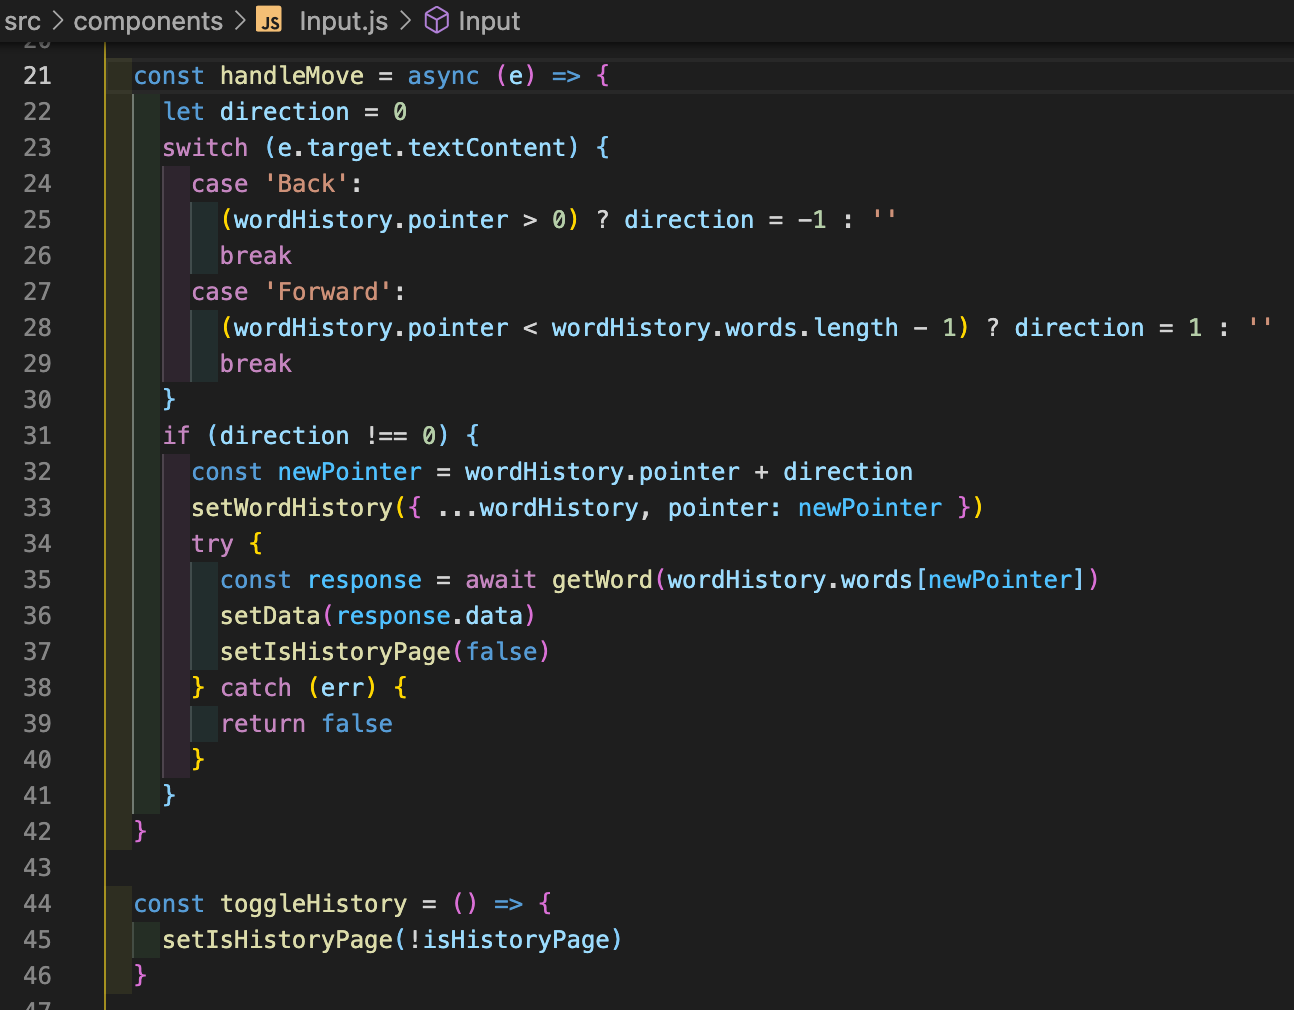 src > components > JS Input.js > Input
20
21 const handleMove = async (e) => {
22 let direction = 0
23 switch (e.target.textContent) {
24 case 'Back':
25 (wordHistory.pointer > 0) ? direction = -1 : ''
26 break
27 case 'Forward':
28 (wordHistory.pointer < wordHistory.words.length - 1) ? direction = 1 : ''
29 break
30 }
31 if (direction !== 0) {
32 const newPointer = wordHistory.pointer + direction
33 setWordHistory({ ...wordHistory, pointer: newPointer })
34 try {
35 const response = await getWord(wordHistory.words[newPointer])
36 setData(response.data)
37 setIsHistoryPage(false)
38 } catch (err) {
39 return false
40 }
41 }
42 }
43
44 const toggleHistory = () => {
45 setIsHistoryPage(!isHistoryPage)
46 }
47